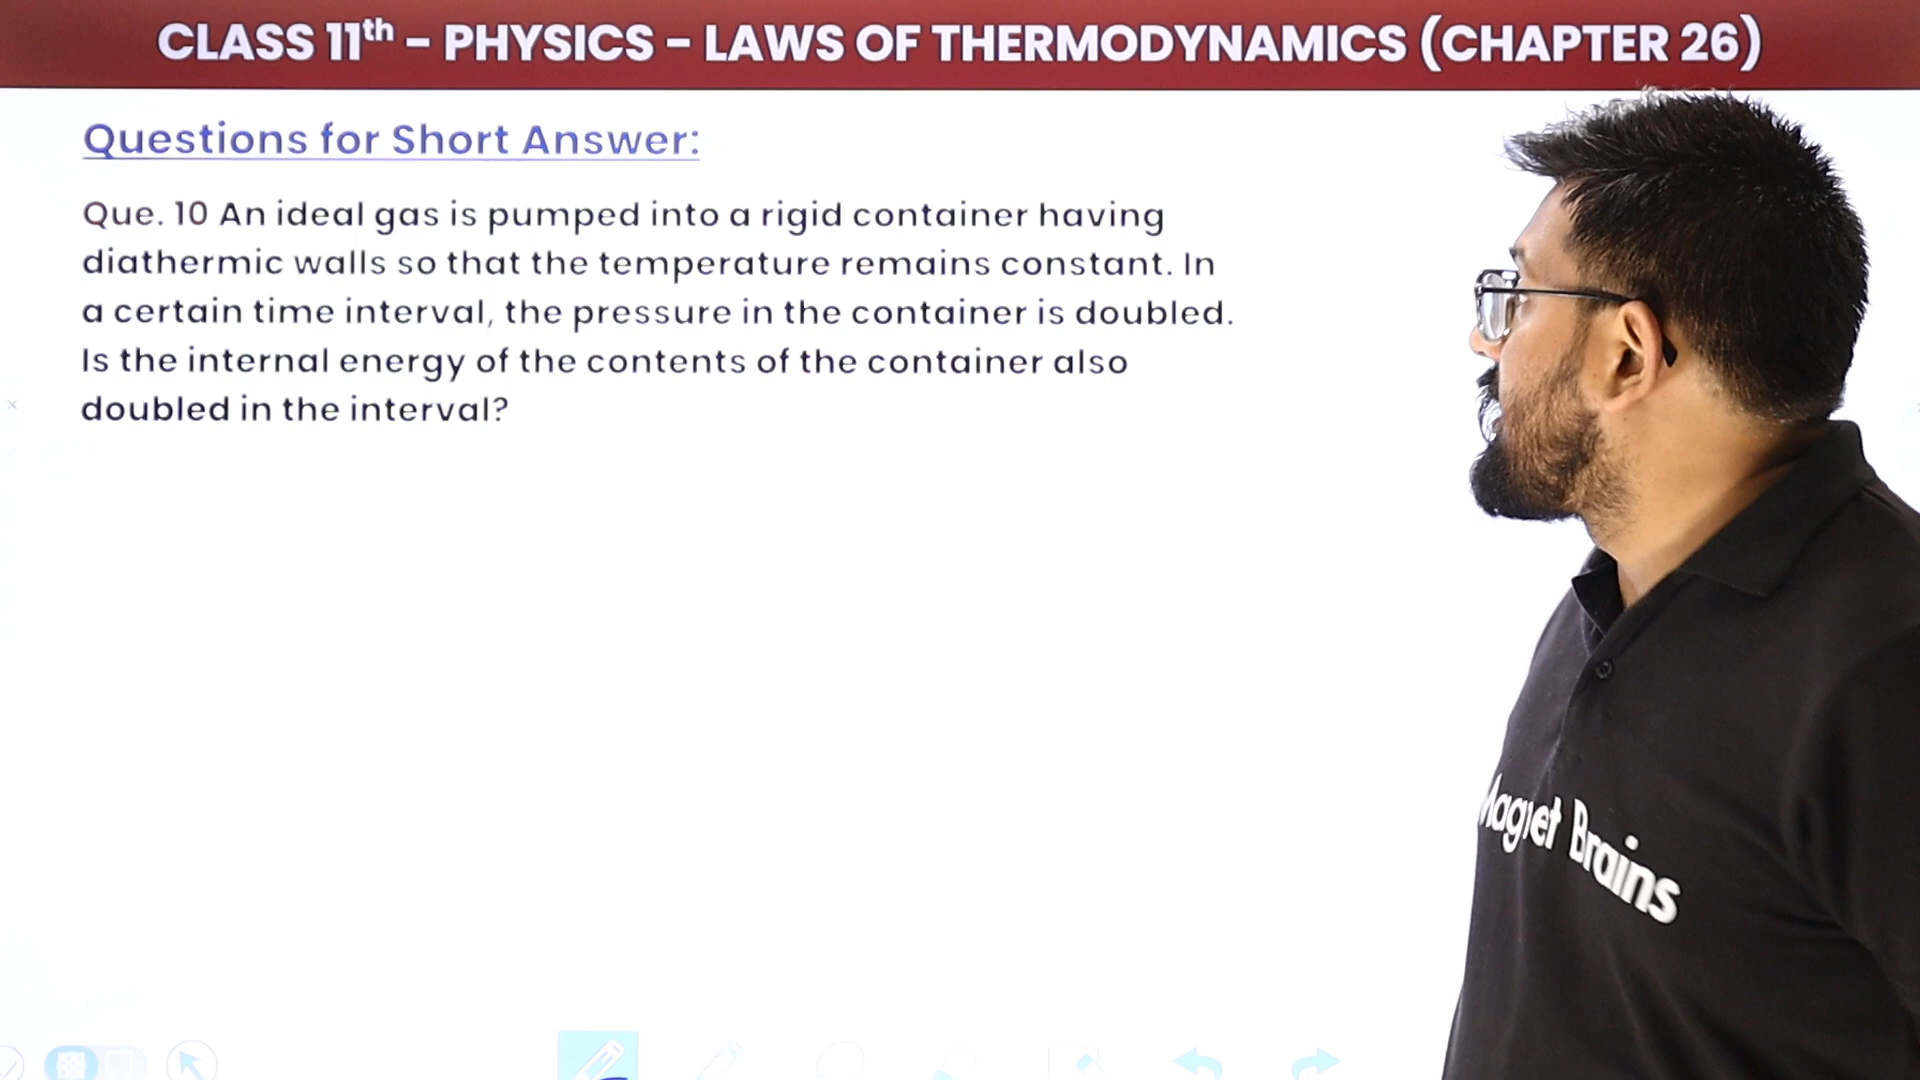 CLASS 11th - PHYSICS - LAWS OF THERMODYNAMICS (CHAPTER 26)
Questions for Short Answer:
Que. 10 An ideal gas is pumped into a rigid container having
diathermic walls so that the temperature remains constant. In
a certain time interval, the pressure in the container is doubled.
Is the internal energy of the contents of the container also
doubled in the interval?
Magnet Brains